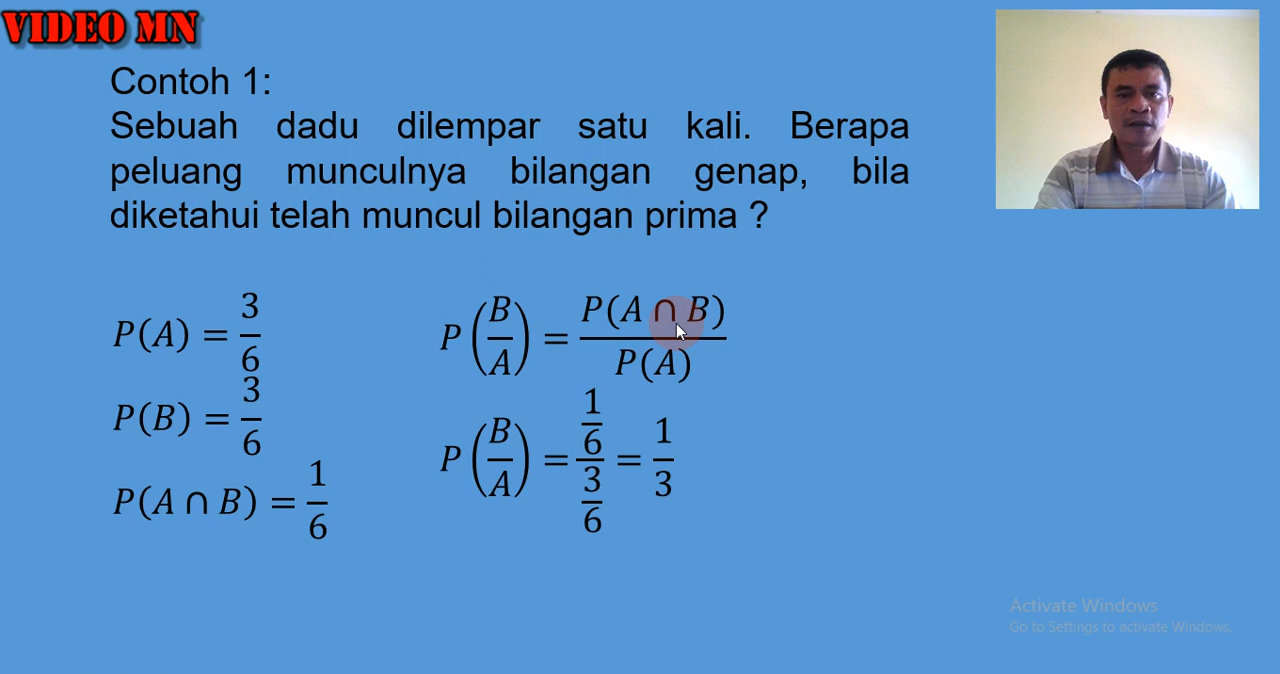 VIDEO MN
Contoh 1:
Sebuah dadu dilempar satu kali. Berapa
peluang munculnya bilangan genap, bila
diketahui telah muncul bilangan prima ?
P(A) = 3/6
P(B) = 3/6
P(A ∩ B) = 1/6
P(B/A) = P(A ∩ B)/P(A)
P(B/A) = (1/6)/(3/6) = 1/3
Activate Windows
Go to Settings to activate Windows.